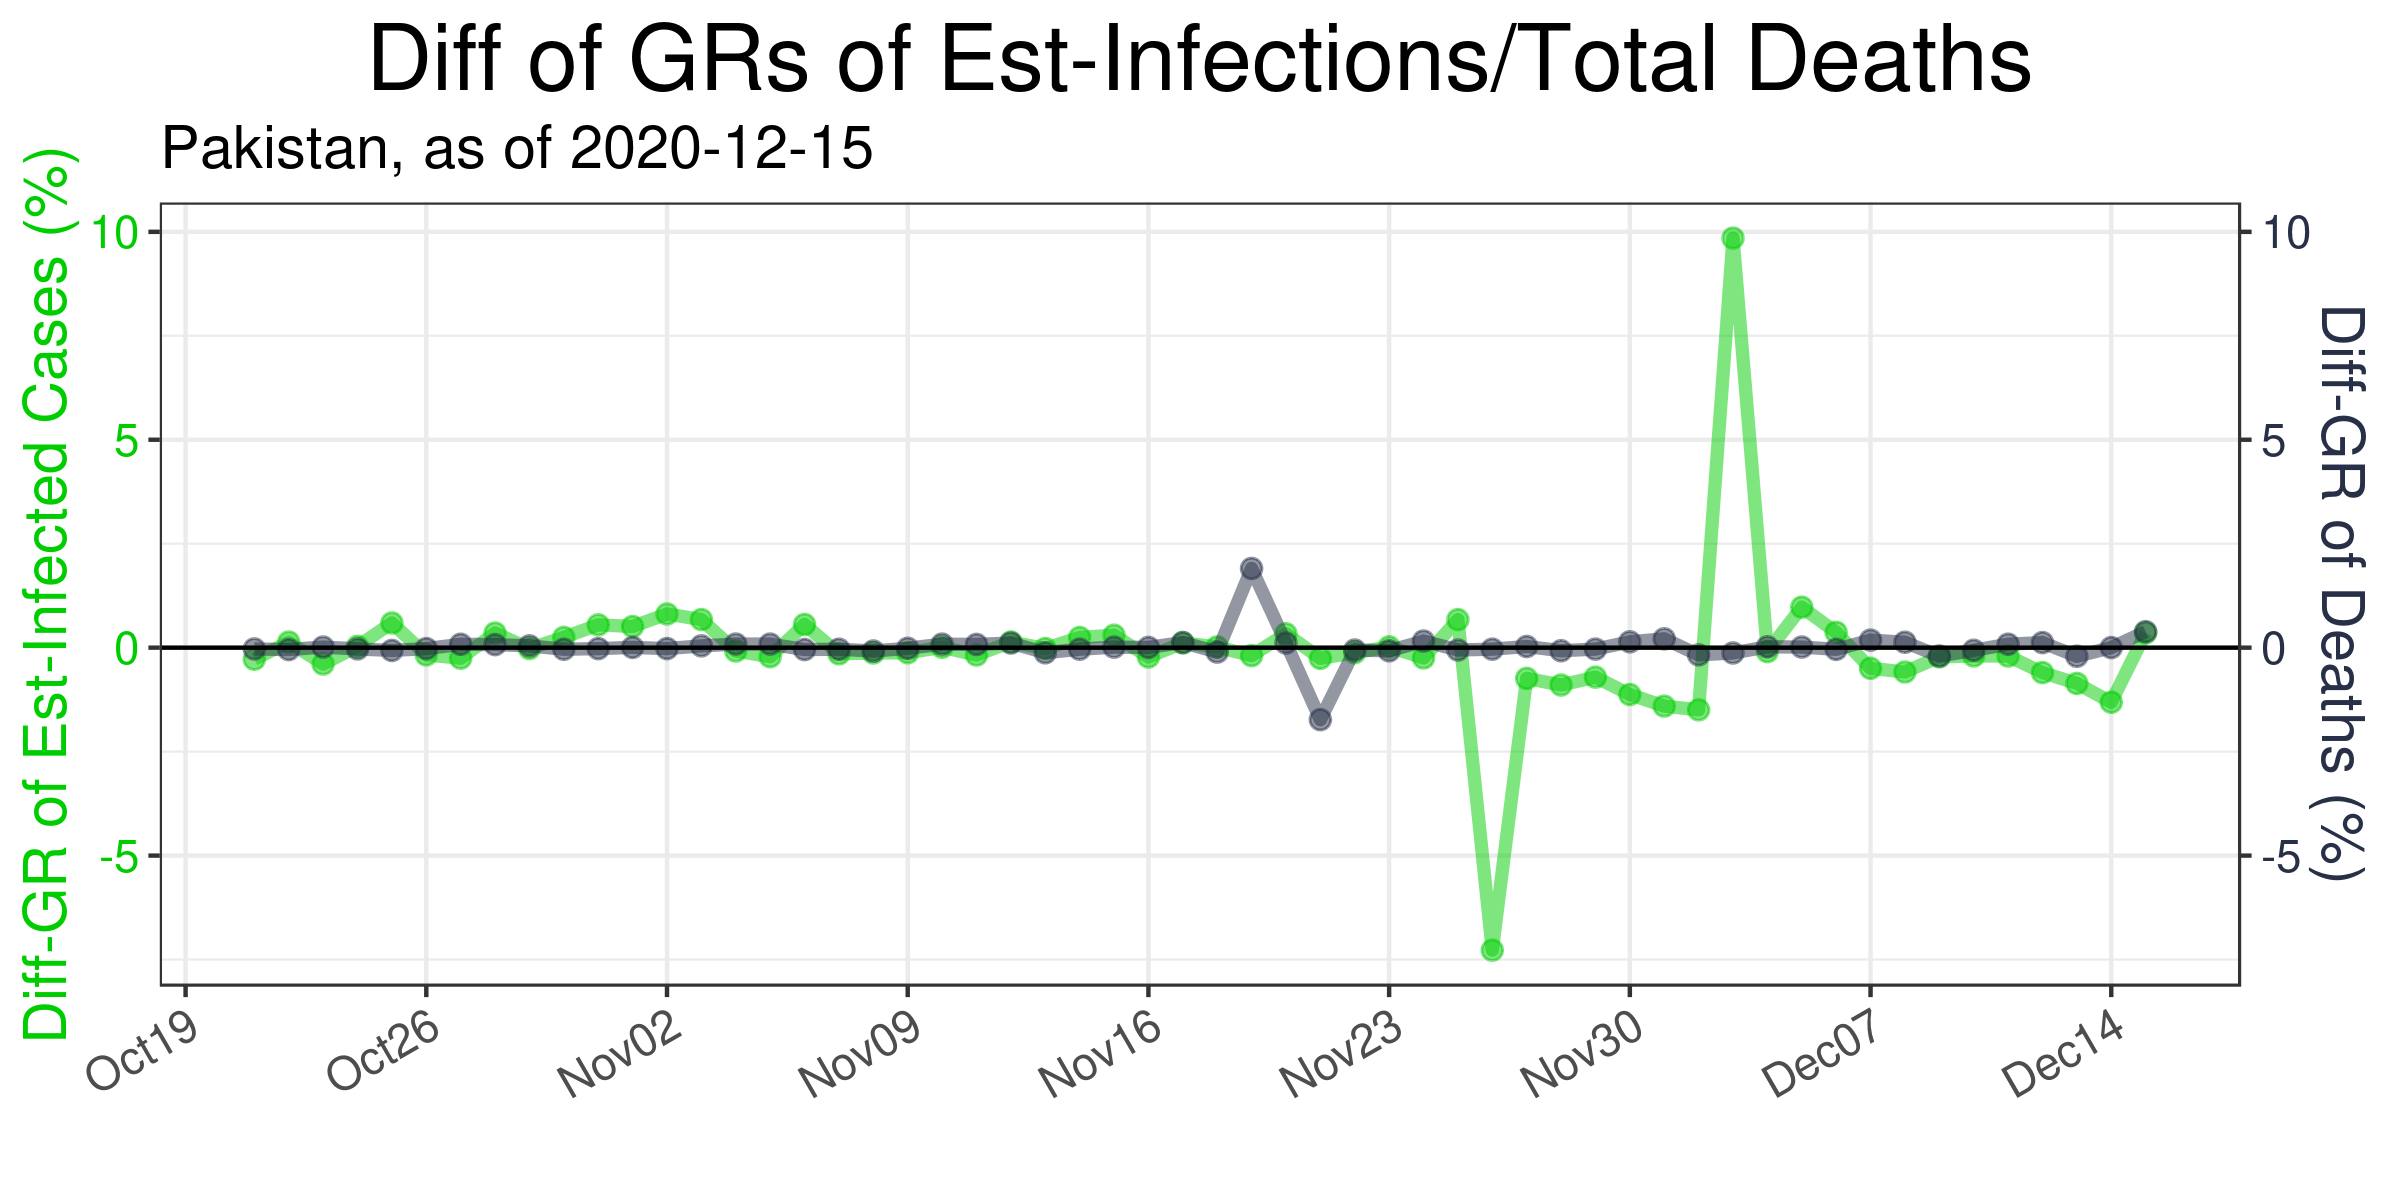 Diff of GRs of Est-Infections/Total Deaths
Pakistan, as of 2020-12-15
Diff-GR of Est-Infected Cases (%)
10
5
0
-5
10
5
0
-5
Diff-GR of Deaths (%)
Oct19
Oct26
Nov02
Nov09
Nov16
Nov23
Nov30
Dec07
Dec14